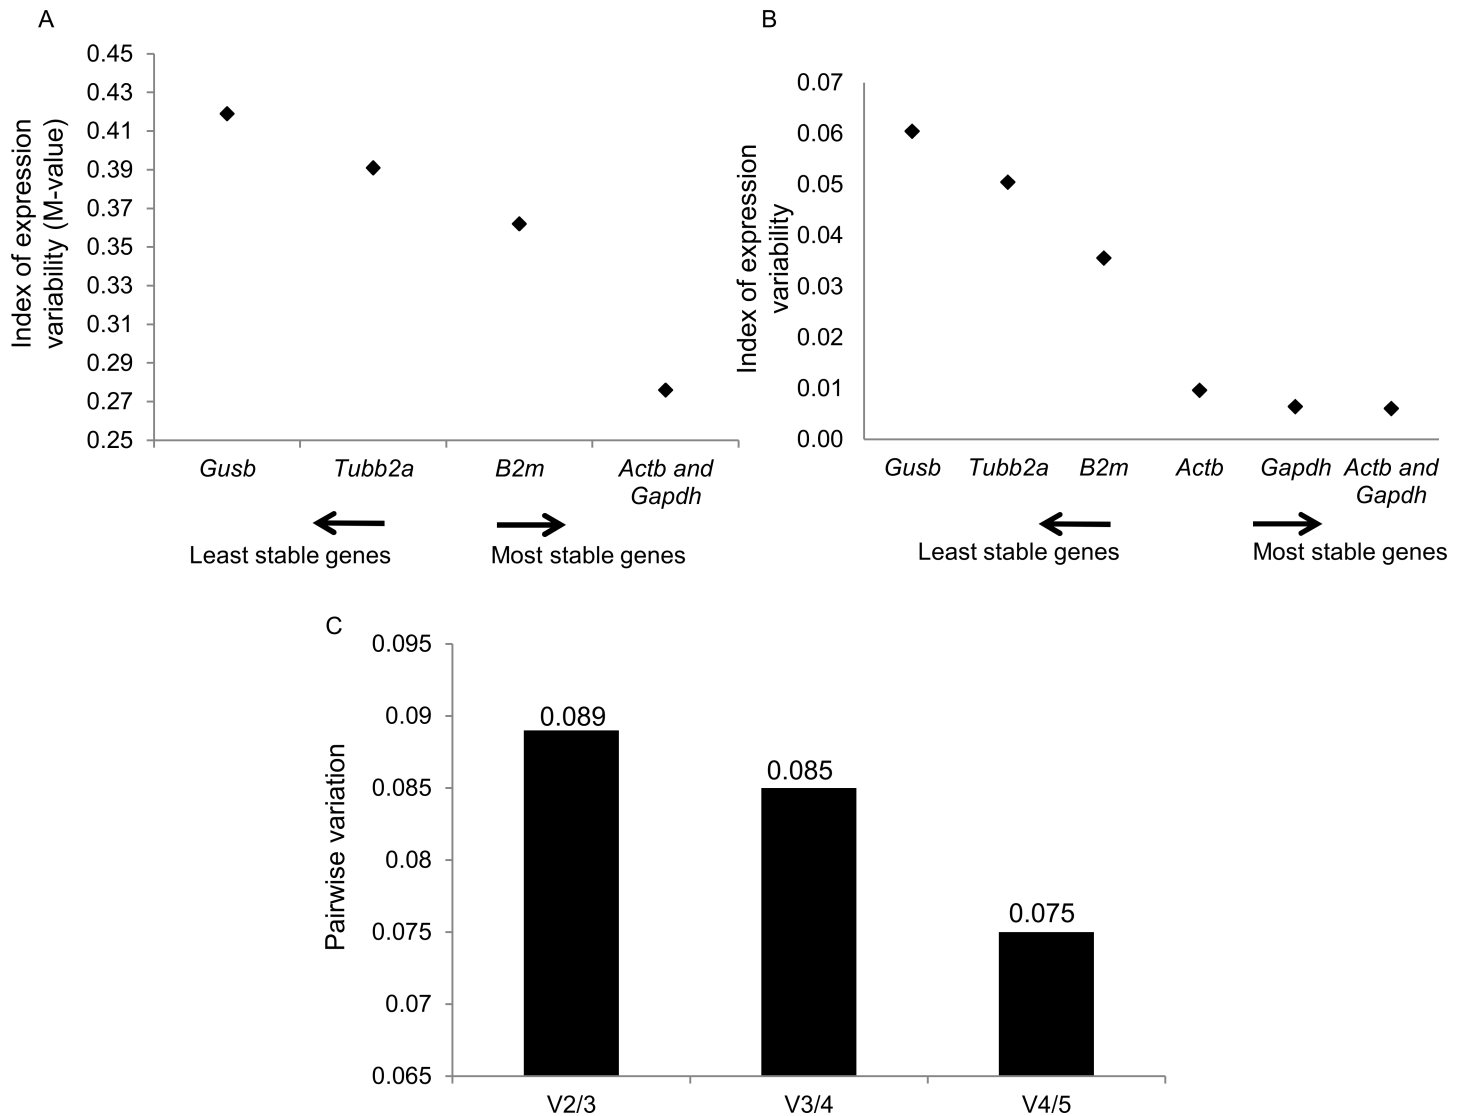 A
Index of expression
variability (M-value)
0.45
0.43
0.41
0.39
0.37
0.35
0.33
0.31
0.29
0.27
0.25
Gusb
Tubb2a
B2m
Actb and
Gapdh
Least stable genes
Most stable genes
B
Index of expression
variability
0.07
0.06
0.05
0.04
0.03
0.02
0.01
0.00
Gusb
Tubb2a
B2m
Actb
Gapdh
Actb and
Gapdh
Least stable genes
Most stable genes
C
Pairwise variation
0.095
0.09
0.085
0.08
0.075
0.07
0.065
0.089
0.085
0.075
V2/3
V3/4
V4/5